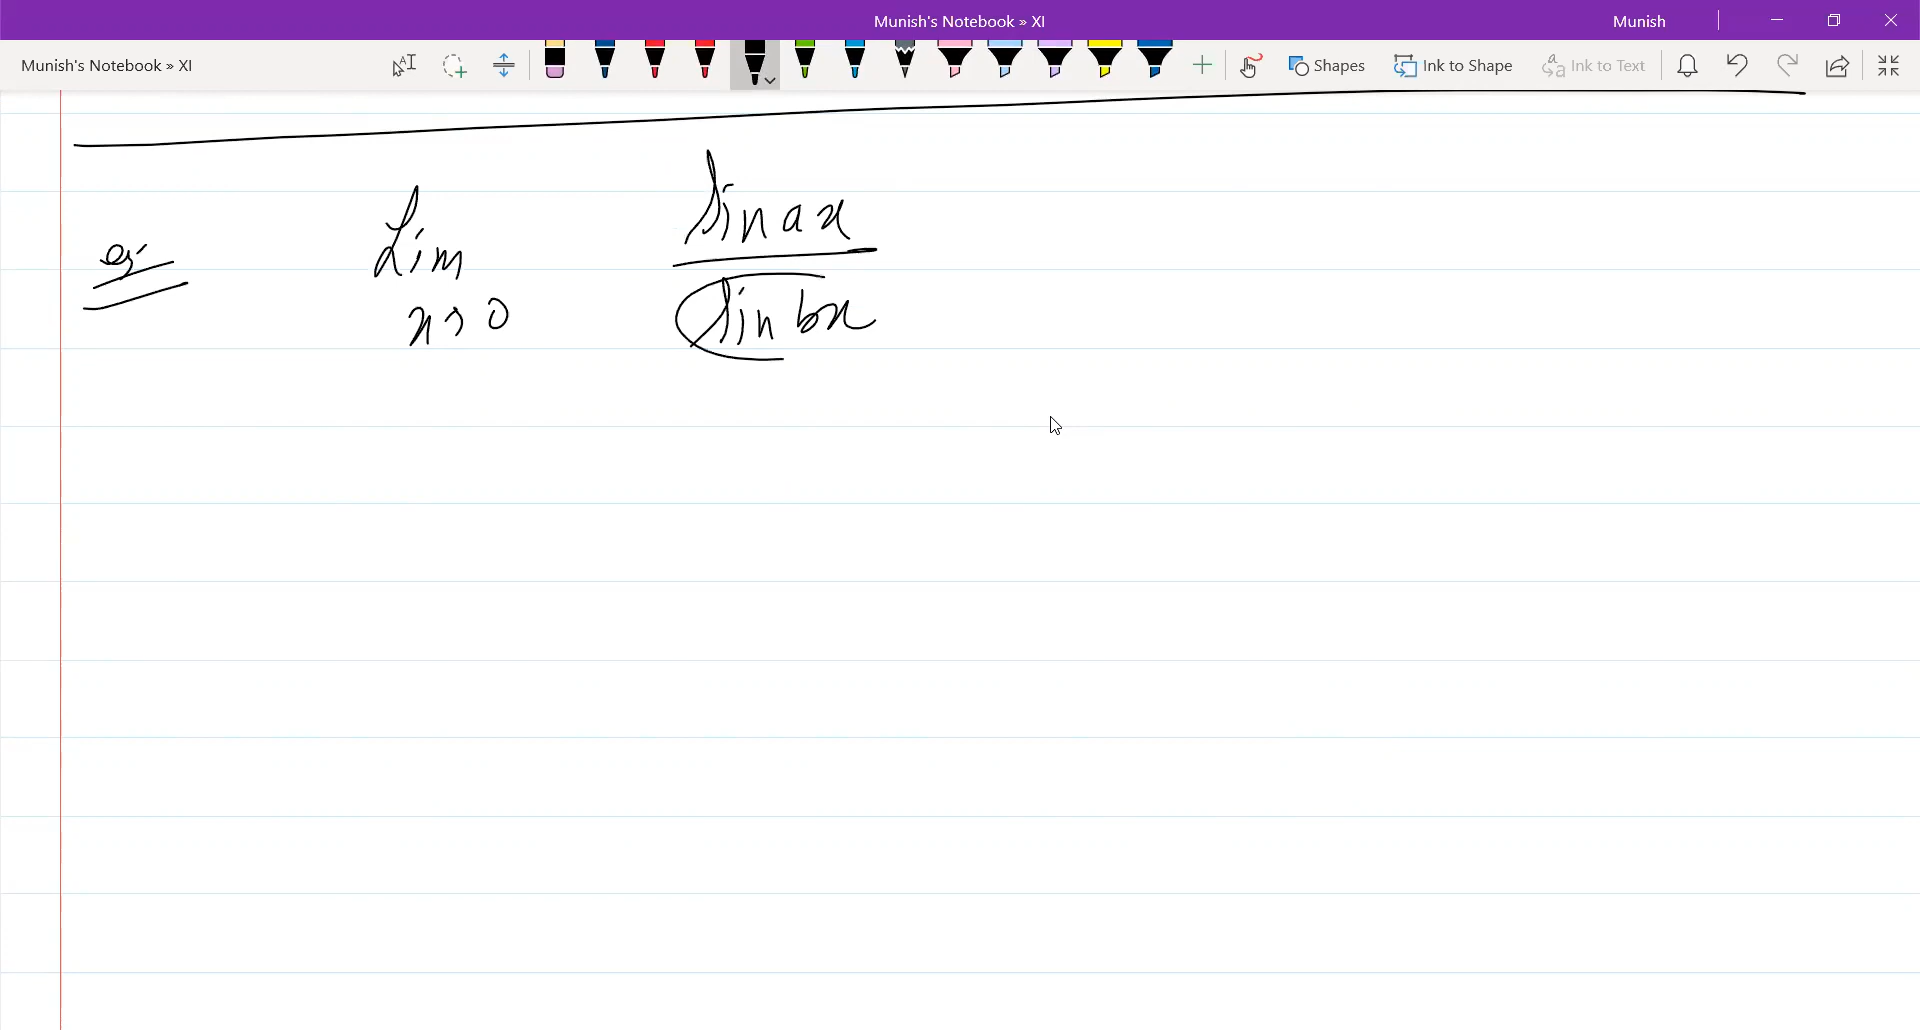 Munish's Notebook » XI
Munish
Munish's Notebook » XI
Shapes
Ink to Shape
Ink to Text
eg
Lim
x→0
Sin ax
Sin bx